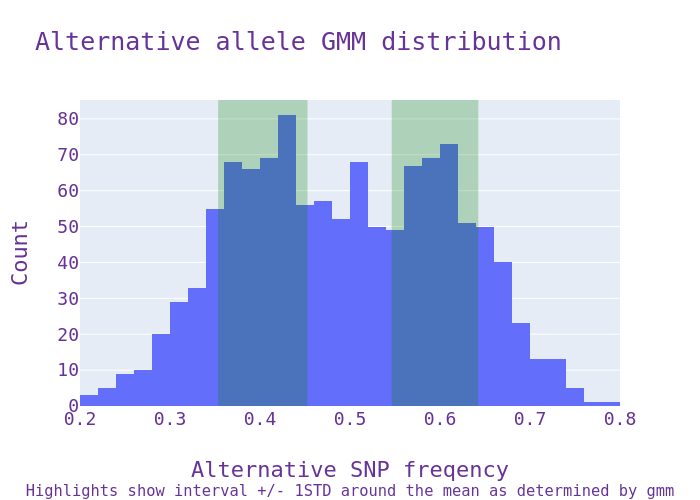 Alternative allele GMM distribution
80
70
60
50
40
30
20
10
0
Count
0.2 0.3 0.4 0.5 0.6 0.7 0.8
Alternative SNP freqency
Highlights show interval +/- 1STD around the mean as determined by gmm